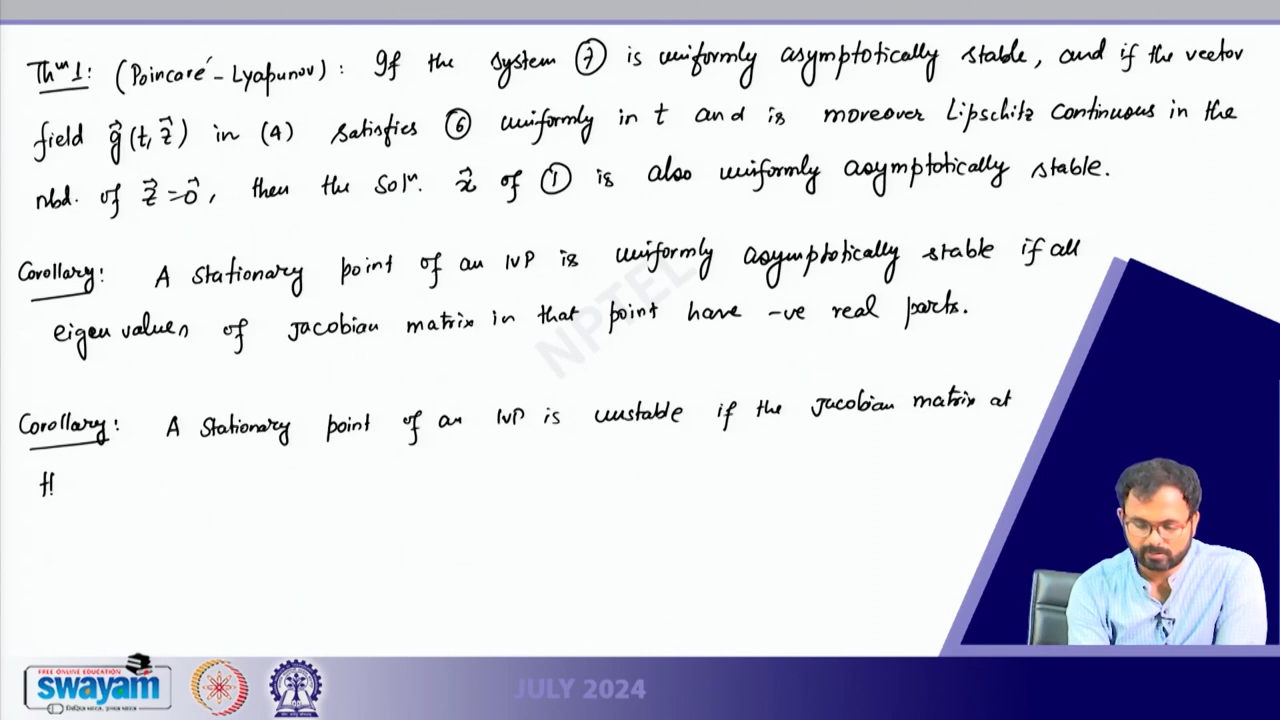 Thm 1: (Poincaré - Lyapunov): If the system ⑦ is uniformly asymptotically stable, and if the vector
field g⃗(t, z⃗) in (4) satisfies ⑥ uniformly in t and is moreover Lipschitz continuous in the
nbd. of z⃗ = 0⃗, then the Soln. x⃗ of ① is also uniformly asymptotically stable.
Corollary: A Stationary point of an IVP is uniformly asymptotically stable if all
eigen values of Jacobian matrix in that point have -ve real parts.
Corollary: A Stationary point of an IVP is unstable if the Jacobian matrix at
NPTEL
FREE ONLINE EDUCATION
swayam
JULY 2024